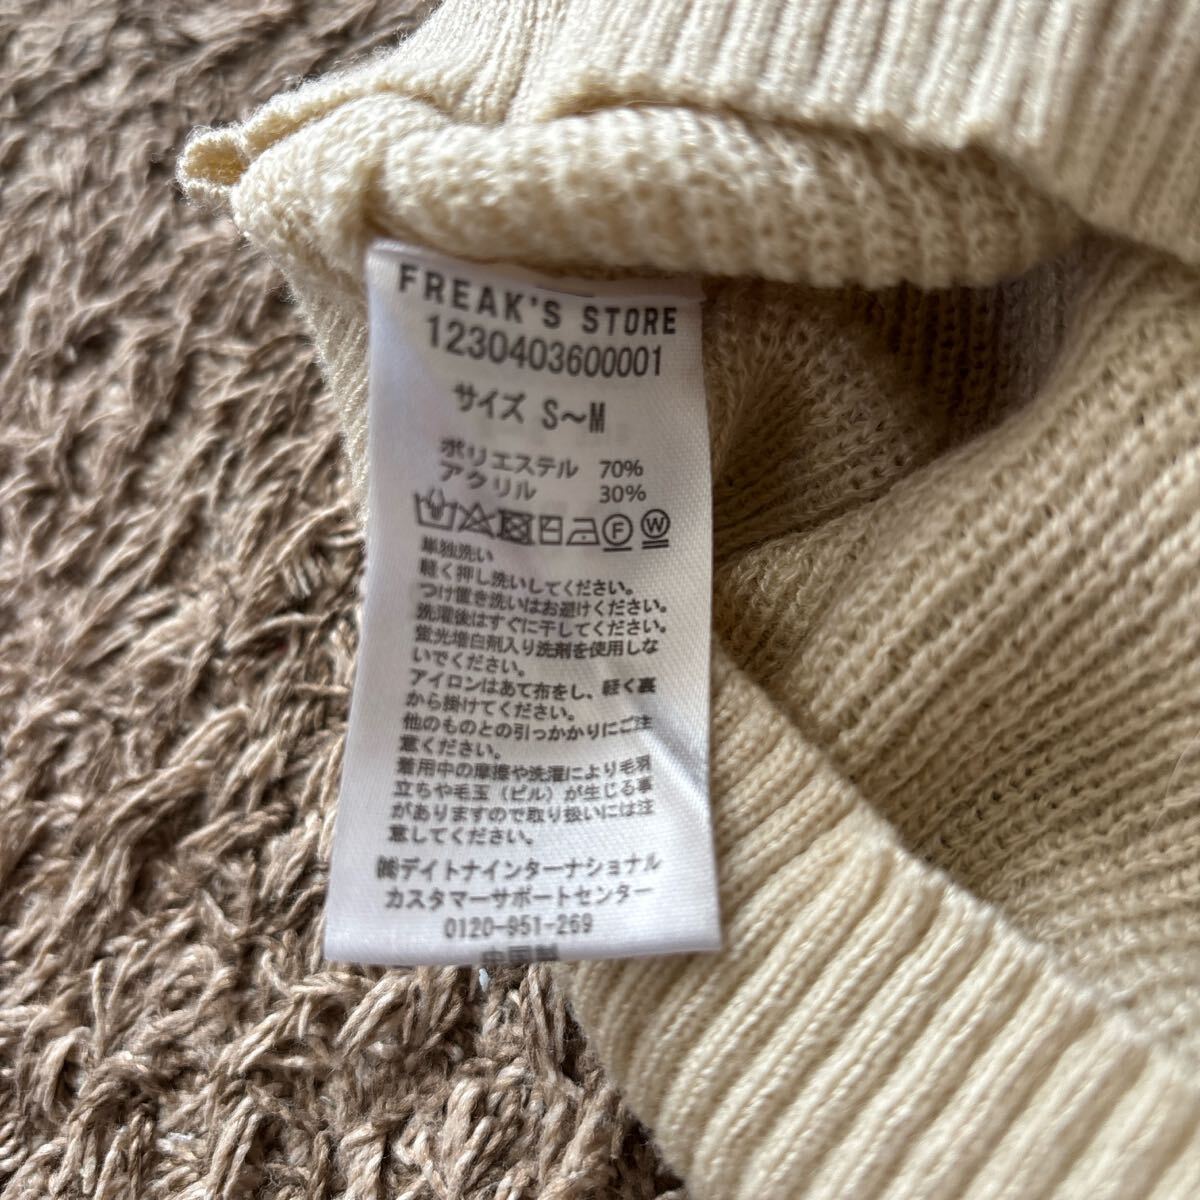 FREAK'S STORE
1230403600001
サイズ S～M
ポリエステル 70%
アクリル 30%
F W
単独洗い
軽く押し洗いしてください。
つけ置き洗いはお避けください。
洗濯後はすぐに干してください。
蛍光増白剤入り洗剤を使用しな
いでください。
アイロンはあて布をし、軽く裏
から掛けてください。
他のものとの引っかかりにご注
意ください。
着用中の摩擦や洗濯により毛羽
立ちや毛玉（ピル）が生じる事
がありますので取り扱いには注
意してください。
㈱デイトナインターナショナル
カスタマーサポートセンター
0120-951-269
中国製